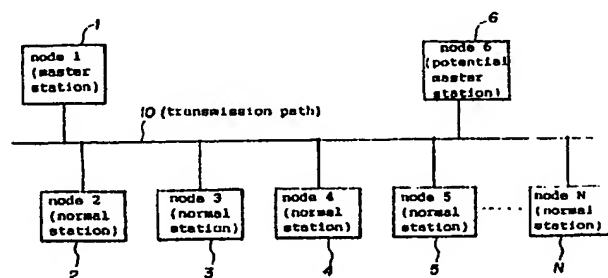 1
6
node 1
(master
station)
node 6
(potential
master
station)
10 (transmission path)
node 2
(normal
station)
node 3
(normal
station)
node 4
(normal
station)
node 5
(normal
station)
node N
(normal
station)
2
3
4
5
N